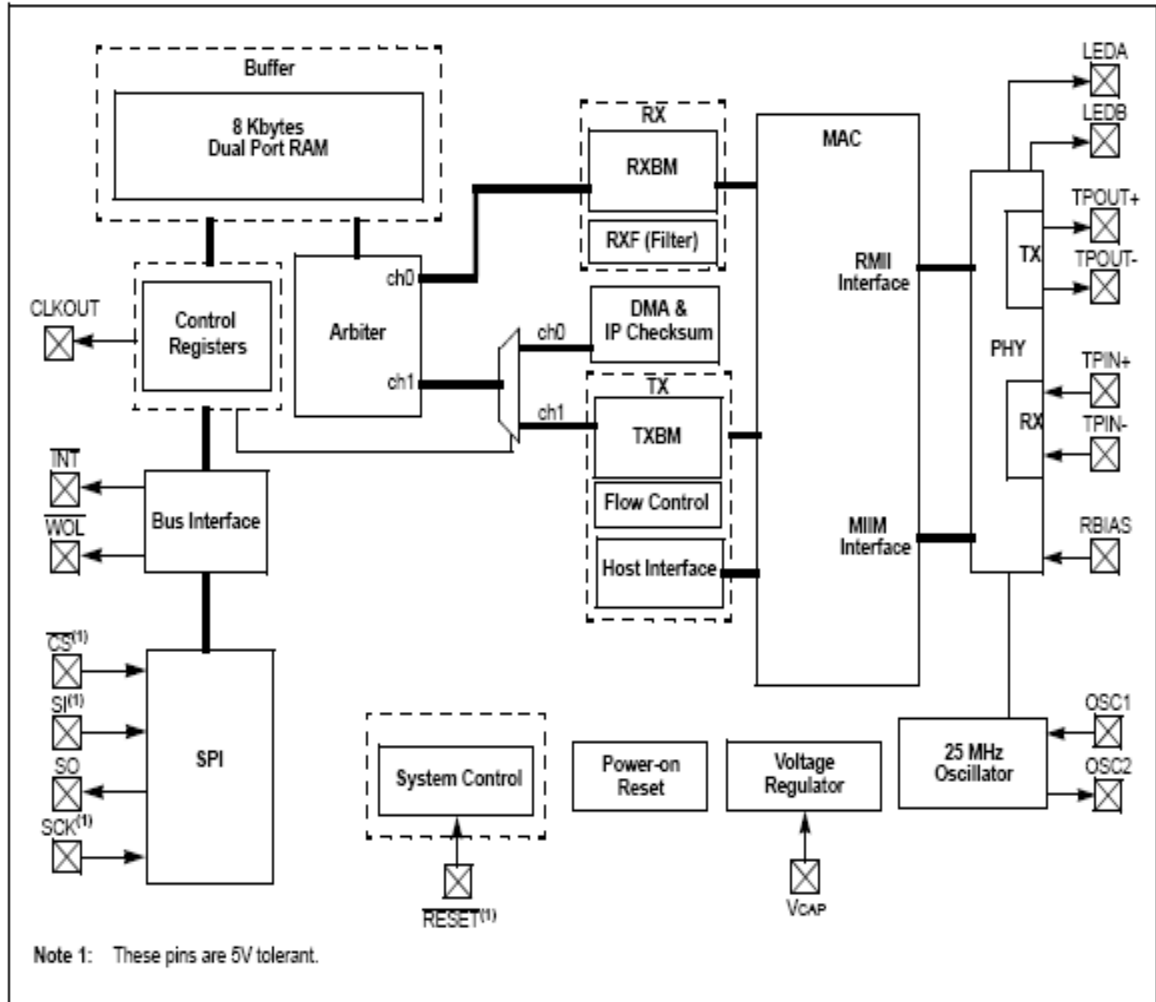 Buffer
8 Kbytes
Dual Port RAM
RX
RXBM
RXF (Filter)
MAC
LEDA
LEDB
TPOUT+
TPOUT-
TX
RMII
Interface
PHY
TPIN+
TPIN-
RX
RBIAS
MIIM
Interface
CLKOUT
Control
Registers
Arbiter
ch0
ch1
ch0
ch1
DMA &
IP Checksum
TX
TXBM
Flow Control
Host Interface
INT
WOL
Bus Interface
CS(1)
SI(1)
SO
SCK(1)
SPI
System Control
RESET(1)
Power-on
Reset
Voltage
Regulator
VCAP
25 MHz
Oscillator
OSC1
OSC2
Note 1: These pins are 5V tolerant.